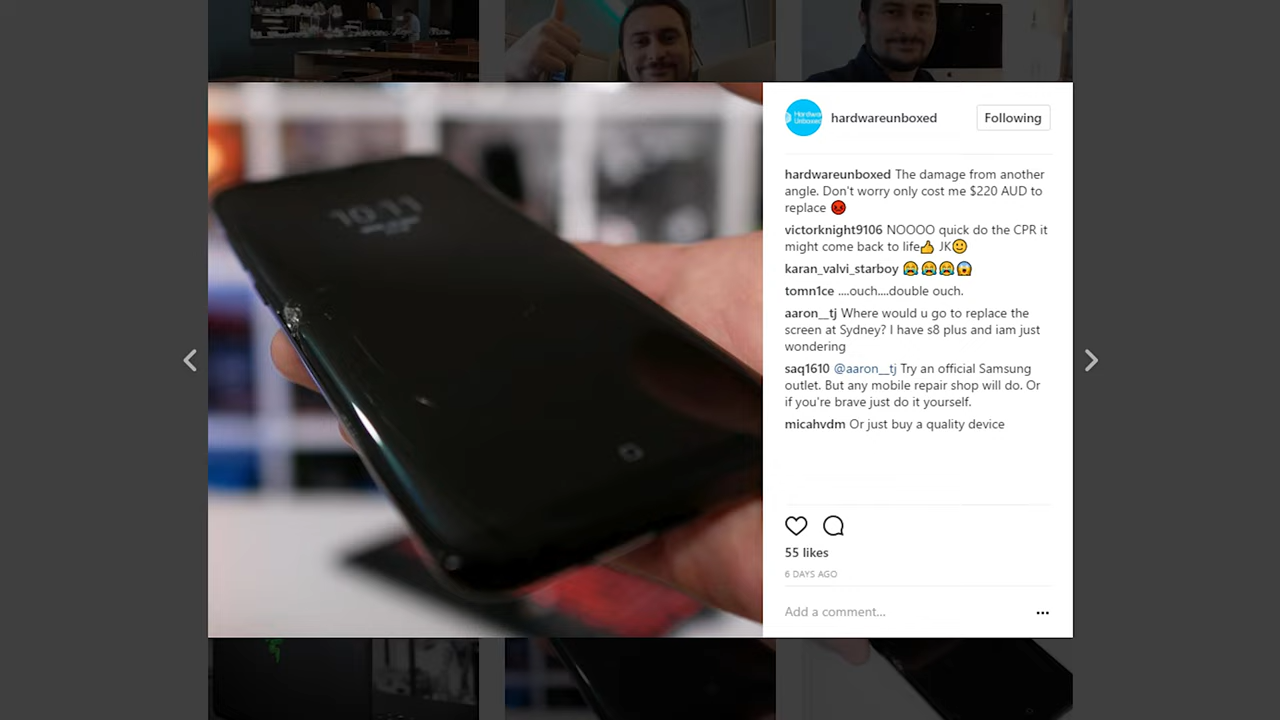 10:11
Hardware
Unboxed
hardwareunboxed
Following
hardwareunboxed The damage from another
angle. Don't worry only cost me $220 AUD to
replace 😡
victorknight9106 NOOOO quick do the CPR it
might come back to life👍 JK🙂
karan_valvi_starboy 😭😭😭😱
tomn1ce ....ouch....double ouch.
aaron__tj Where would u go to replace the
screen at Sydney? I have s8 plus and iam just
wondering
saq1610 @aaron__tj Try an official Samsung
outlet. But any mobile repair shop will do. Or
if you're brave just do it yourself.
micahvdm Or just buy a quality device
55 likes
6 DAYS AGO
Add a comment...